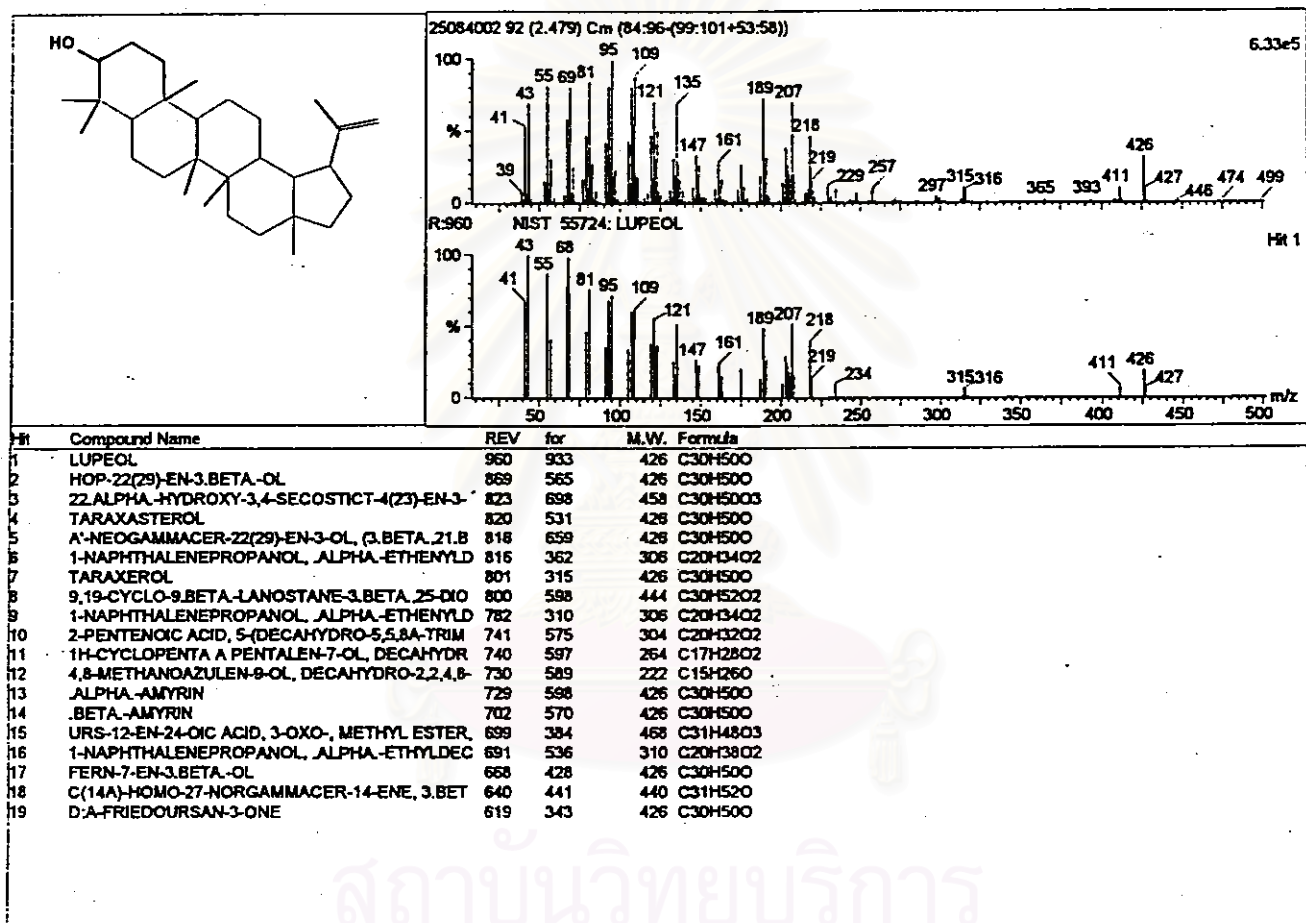 HO
25084002 92 (2.479) Cm (84:96-(99:101+53:58))
6.33e5
100
%
0
39
41
43
55
69
81
95
109
121
135
147
161
189
207
218
219
229
257
297
315
316
365
393
411
426
427
446
474
499
R:960 NIST 55724: LUPEOL
Hit 1
100
%
0
41
43
55
68
81
95
109
121
147
161
189
207
218
219
234
315
316
411
426
427
m/z
50 100 150 200 250 300 350 400 450 500
Hit Compound Name REV for M.W. Formula
1 LUPEOL 960 933 426 C30H50O
2 HOP-22(29)-EN-3.BETA.-OL 869 565 426 C30H50O
3 22.ALPHA.-HYDROXY-3,4-SECOSTICT-4(23)-EN-3- 823 698 458 C30H50O3
4 TARAXASTEROL 820 531 426 C30H50O
5 A'-NEOGAMMACER-22(29)-EN-3-OL, (3.BETA.,21.B 818 659 426 C30H50O
6 1-NAPHTHALENEPROPANOL, .ALPHA.-ETHENYLD 816 362 306 C20H34O2
7 TARAXEROL 801 315 426 C30H50O
8 9,19-CYCLO-9.BETA.-LANOSTANE-3.BETA.,25-DIO 800 598 444 C30H52O2
9 1-NAPHTHALENEPROPANOL, .ALPHA.-ETHENYLD 782 310 306 C20H34O2
10 2-PENTENOIC ACID, 5-(DECAHYDRO-5,5,8A-TRIM 741 575 304 C20H32O2
11 1H-CYCLOPENTA A PENTALEN-7-OL, DECAHYDR 740 597 264 C17H28O2
12 4,8-METHANOAZULEN-9-OL, DECAHYDRO-2,2,4,8- 730 589 222 C15H26O
13 .ALPHA.-AMYRIN 729 598 426 C30H50O
14 .BETA.-AMYRIN 702 570 426 C30H50O
15 URS-12-EN-24-OIC ACID, 3-OXO-, METHYL ESTER, 699 384 468 C31H48O3
16 1-NAPHTHALENEPROPANOL, .ALPHA.-ETHYLDEC 691 536 310 C20H38O2
17 FERN-7-EN-3.BETA.-OL 668 428 426 C30H50O
18 C(14A)-HOMO-27-NORGAMMACER-14-ENE, 3.BET 640 441 440 C31H52O
19 D:A-FRIEDOURSAN-3-ONE 619 343 426 C30H50O
สถาบันวิทยบริการ